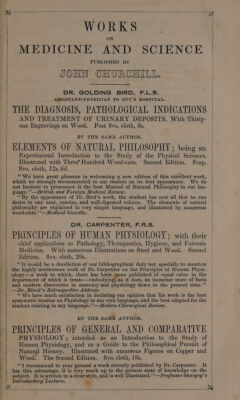 WORKS
ON
MEDICINE AND SCIENCE
PUBLISHED BY
JOHN CHURCHILL.
DR. GOLDING BIRD, F.L.S.
ASSISTANT-PHYSICIAN TO GUY'S HOSPITAL.
THE DIAGNOSIS, PATHOLOGICAL INDICATIONS
AND TREATMENT OF URINARY DEPOSITS. With Thirty-
one Engravings on Wood. Post 8vo, cloth, 6s.
BY THE SAME AUTHOR.
ELEMENTS OF NATURAL PHILOSOPHY; being an
Experimental Introduction to the Study of the Physical Sciences.
Illustrated with Three Hundred Wood-cuts. Second Edition. Fcap.
8vo, cloth, 12s. 6d.
"We have great pleasure in welcoming a new edition of this excellent work,
which we strongly recommended to our readers on its first appearance. We do
not hesitate to pronounce it the best Manual of Natural Philosophy in our lan-
guage."—British and Foreign Medical Review.
"By the appearance of Dr. Bird's work, the student has now all that he can
desire in one neat, concise, and well-digested volume. The elements of natural
philosophy are explained in very simple language, and illustrated by numerous
wood-cuts."—Medical Gazette.
DR. CARPENTER, F.R.S.
PRINCIPLES OF HUMAN PHYSIOLOGY; with their
chief applications to Pathology, Therapeutics, Hygiene, and Forensic
Medicine. With numerous Illustrations on Steel and Wood. Second
Edition. 8vo, cloth, 20s.
"It would be a dereliction of our bibliographical duty not specially to mention
the highly meritorious work of Dr. Carpenter on the Principles of Human Physi-
ology—a work to which, there has been none published of equal value in the
department of which it treats—embodying, as it does, an immense store of facts
and modern discoveries in anatomy and physiology down to the present time."
—Dr. Black's Retrospective Address
"We have much satisfaction in declaring our opinion that his work is the best
systematic treatise on Physiology in our own language, and the best adapted for the
student existing in any language."—Medico-Chirurgical Review.
BY THE SAME AUTHOR.
PRINCIPLES OF GENERAL AND COMPARATIVE
PHYSIOLOGY; intended as an Introduction to the Study of
Human Physiology, and as a Guide to the Philosophical Pursuit of
Natural History. Illustrated with numerous Figures on Copper and
Wood. The Second Edition. 8vo, cloth, 18s.
"I recommend to your perusal a work recently published by Dr. Carpenter. It
has this advantage, it is very much up to the present state of knowledge on the
subject. It is written in a clear style, and is well illustrated."—Professor Sharpey's
Introductory Lecture.